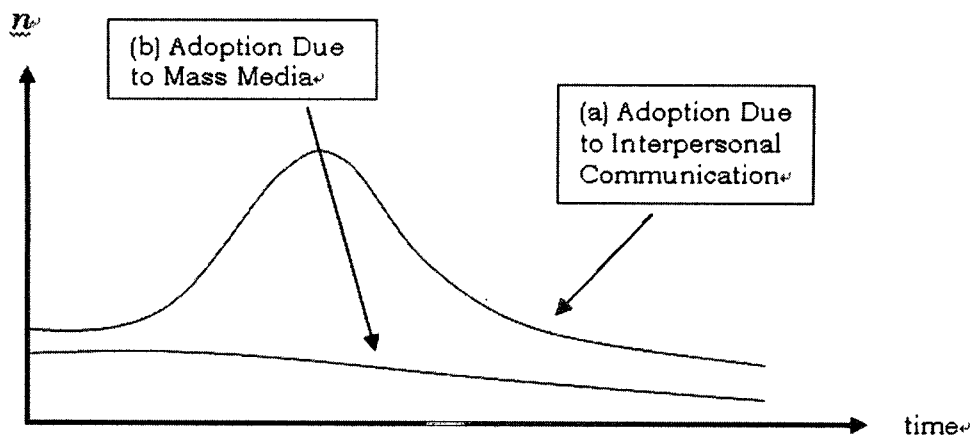 n
(b) Adoption Due
to Mass Media
(a) Adoption Due
to Interpersonal
Communication
time